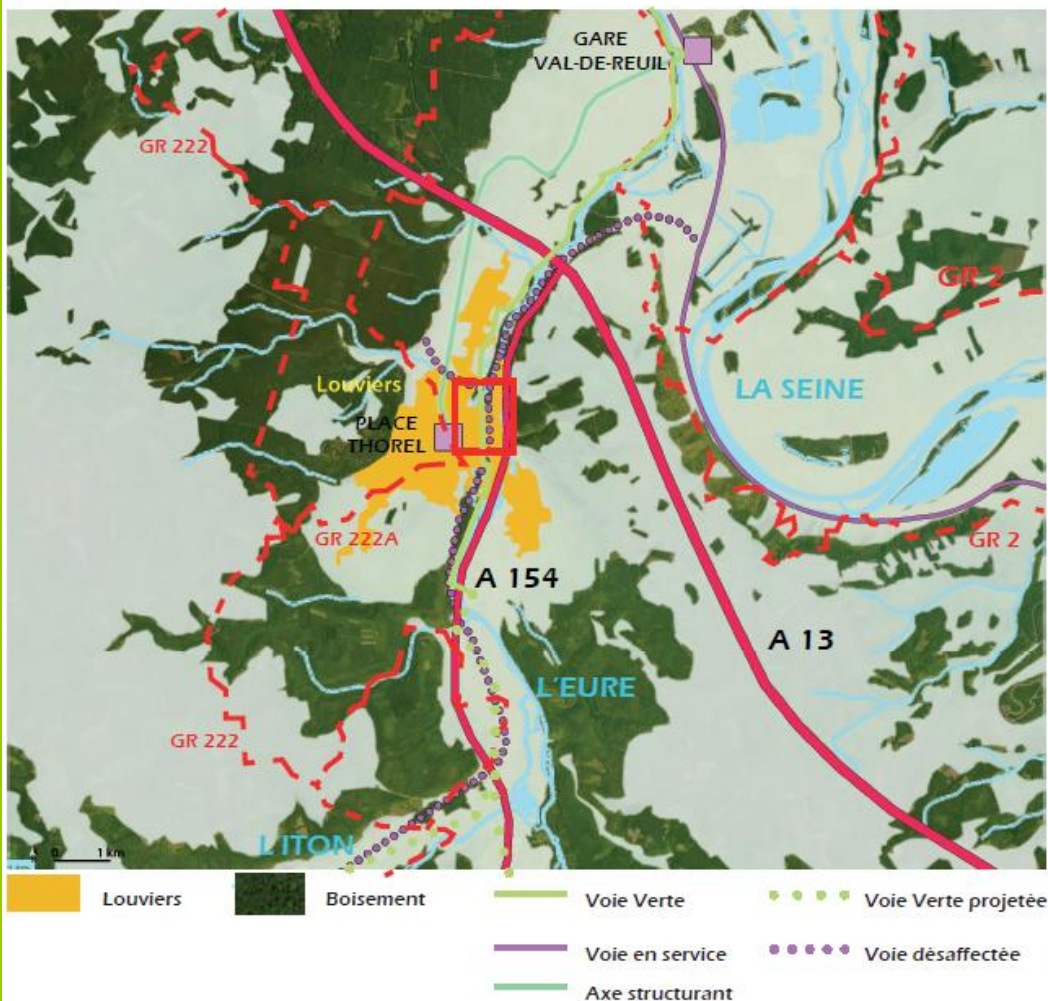 GARE
VAL-DE-REUIL
GR 222
GR 2
LA SEINE
Louviers
PLACE
THOREL
GR 222A
GR 2
A 154
A 13
L'EURE
GR 222
L'ITON
0 1 km
Louviers
Boisement
Voie Verte
Voie Verte projetée
Voie en service
Voie désaffectée
Axe structurant